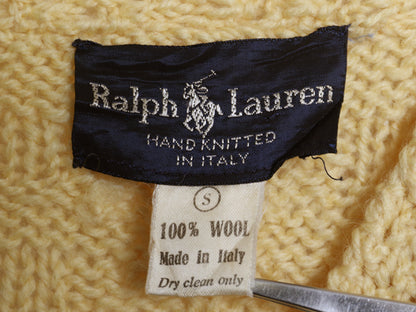 Ralph Lauren
HAND KNITTED
IN ITALY
S
100% WOOL
Made in Italy
Dry clean only